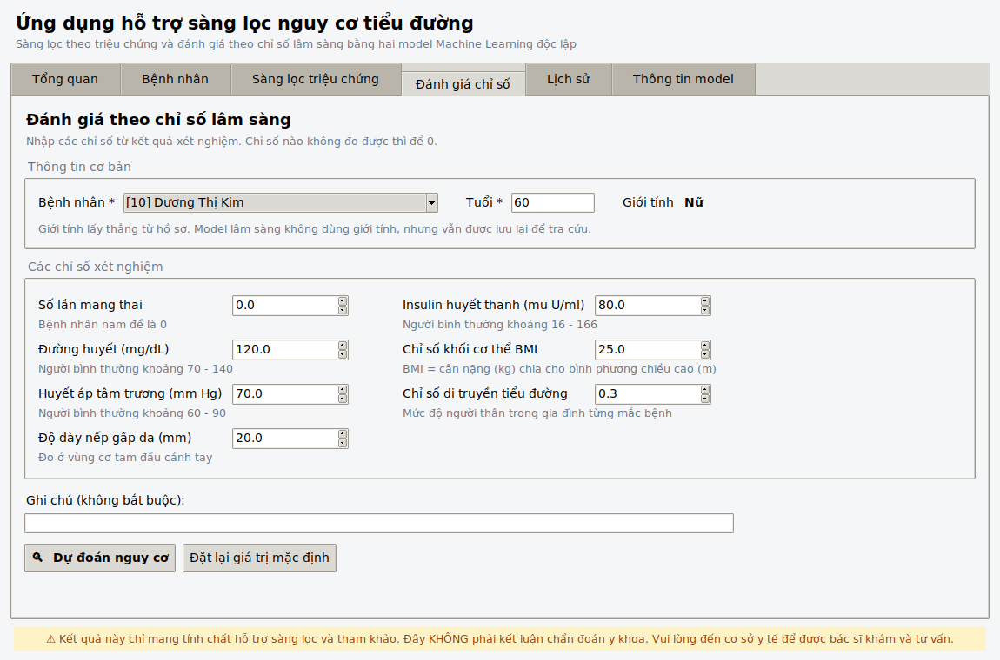 Ứng dụng hỗ trợ sàng lọc nguy cơ tiểu đường
Sàng lọc theo triệu chứng và đánh giá theo chỉ số lâm sàng bằng hai model Machine Learning độc lập
Tổng quan Bệnh nhân Sàng lọc triệu chứng Đánh giá chỉ số Lịch sử Thông tin model
Đánh giá theo chỉ số lâm sàng
Nhập các chỉ số từ kết quả xét nghiệm. Chỉ số nào không đo được thì để 0.
Thông tin cơ bản
Bệnh nhân * [10] Dương Thị Kim Tuổi * 60 Giới tính Nữ
Giới tính lấy thẳng từ hồ sơ. Model lâm sàng không dùng giới tính, nhưng vẫn được lưu lại để tra cứu.
Các chỉ số xét nghiệm
Số lần mang thai 0.0 Insulin huyết thanh (mu U/ml) 80.0
Bệnh nhân nam để là 0 Người bình thường khoảng 16 - 166
Đường huyết (mg/dL) 120.0 Chỉ số khối cơ thể BMI 25.0
Người bình thường khoảng 70 - 140 BMI = cân nặng (kg) chia cho bình phương chiều cao (m)
Huyết áp tâm trương (mm Hg) 70.0 Chỉ số di truyền tiểu đường 0.3
Người bình thường khoảng 60 - 90 Mức độ người thân trong gia đình từng mắc bệnh
Độ dày nếp gấp da (mm) 20.0
Đo ở vùng cơ tam đầu cánh tay
Ghi chú (không bắt buộc):
🔍 Dự đoán nguy cơ Đặt lại giá trị mặc định
⚠ Kết quả này chỉ mang tính chất hỗ trợ sàng lọc và tham khảo. Đây KHÔNG phải kết luận chẩn đoán y khoa. Vui lòng đến cơ sở y tế để được bác sĩ khám và tư vấn.